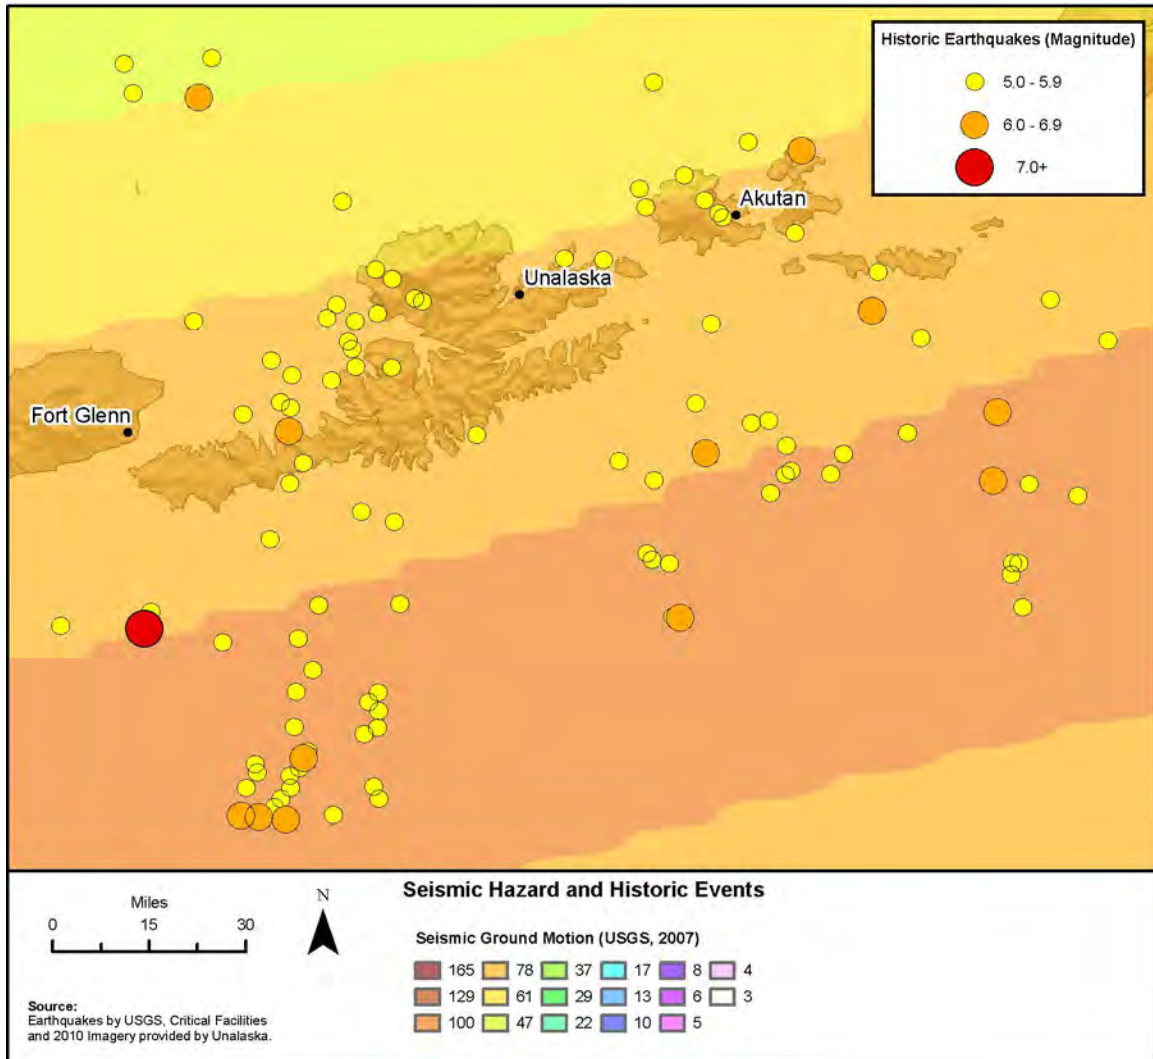 Historic Earthquakes (Magnitude)
5.0 - 5.9
6.0 - 6.9
7.0+
Akutan
Unalaska
Fort Glenn
Seismic Hazard and Historic Events
Miles
0 15 30
N
Seismic Ground Motion (USGS, 2007)
165 78 37 17 8 4
129 61 29 13 6 3
100 47 22 10 5
Source:
Earthquakes by USGS, Critical Facilities
and 2010 Imagery provided by Unalaska.